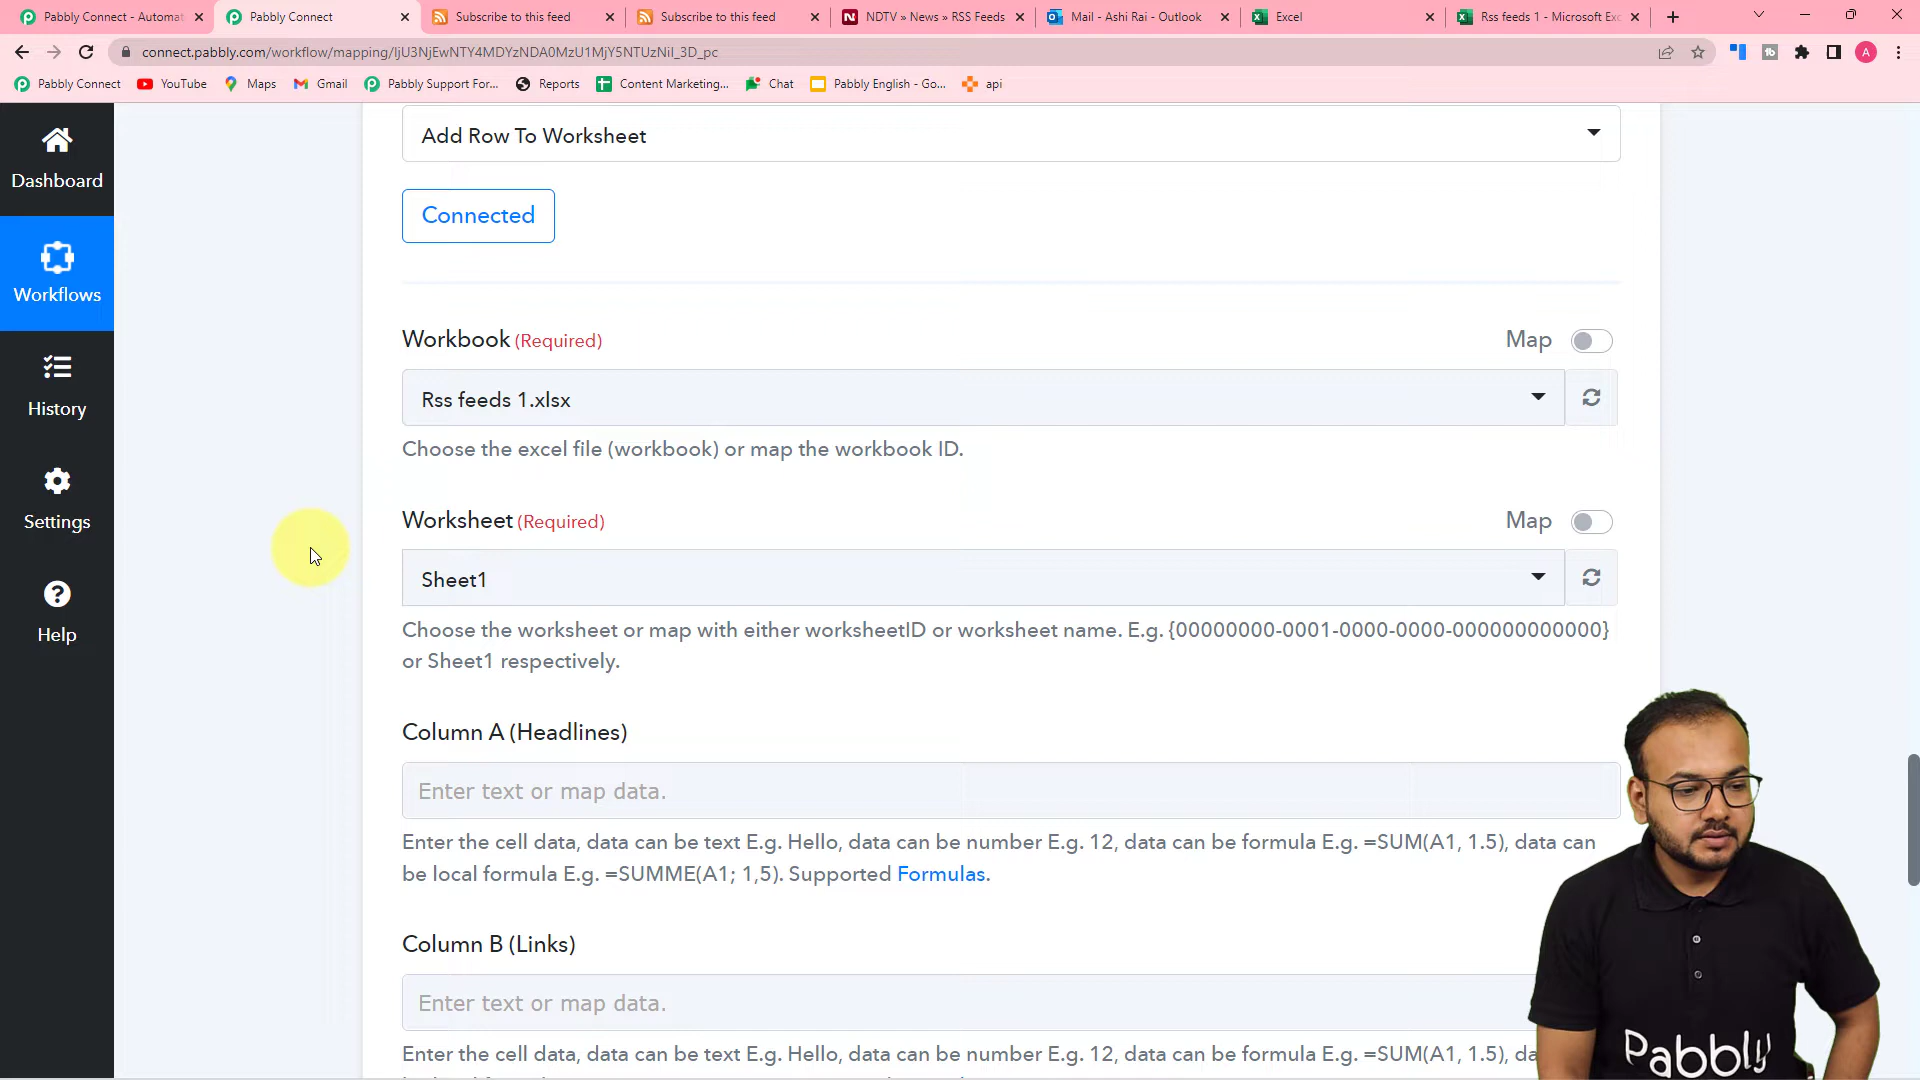 Pabbly Connect - Automat
Pabbly Connect
Subscribe to this feed
Subscribe to this feed
NDTV » News » RSS Feeds
Mail - Ashi Rai - Outlook
Excel
Rss feeds 1 - Microsoft Exc
connect.pabbly.com/workflow/mapping/IjU3NjEwNTY4MDYzNDA0MzU1MjY5NTUzNiI_3D_pc
A
Pabbly Connect
YouTube
Maps
Gmail
Pabbly Support For...
Reports
Content Marketing...
Chat
Pabbly English - Go...
api
Dashboard
Workflows
History
Settings
Help
Add Row To Worksheet
Connected
Workbook (Required)
Map
Rss feeds 1.xlsx
Choose the excel file (workbook) or map the workbook ID.
Worksheet (Required)
Map
Sheet1
Choose the worksheet or map with either worksheetID or worksheet name. E.g. {00000000-0001-0000-0000-000000000000}
or Sheet1 respectively.
Column A (Headlines)
Enter text or map data.
Enter the cell data, data can be text E.g. Hello, data can be number E.g. 12, data can be formula E.g. =SUM(A1, 1.5), data can
be local formula E.g. =SUMME(A1; 1,5). Supported Formulas.
Column B (Links)
Enter text or map data.
Enter the cell data, data can be text E.g. Hello, data can be number E.g. 12, data can be formula E.g. =SUM(A1, 1.5), da
Pabbly